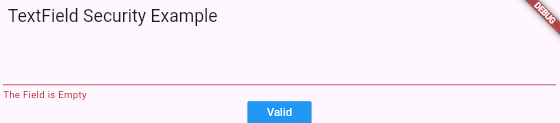 TextField Security Example
DEBUG
The Field is Empty
Valid